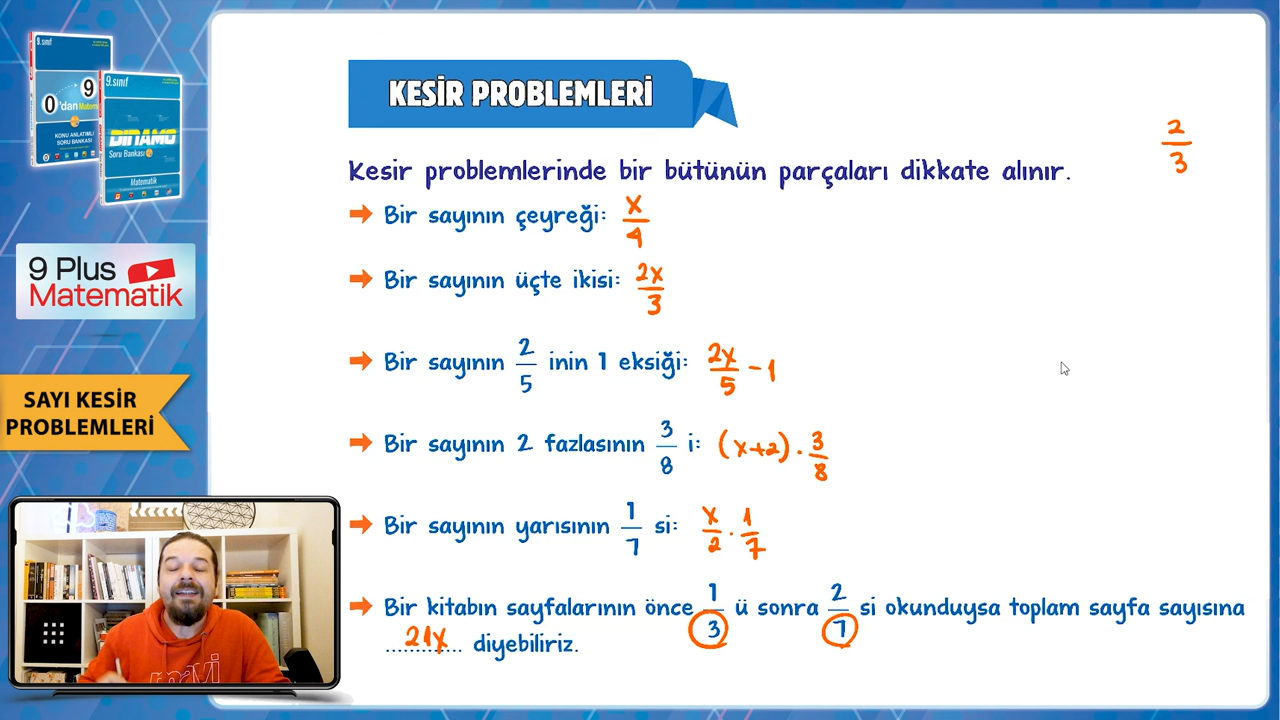 9.sınıf
0'dan 9
Matematik
KONU ANLATIMLI
SORU BANKASI
9.sınıf
DİNAMO
Soru Bankası
Matematik
9 Plus
Matematik
SAYI KESİR
PROBLEMLERİ
KESİR PROBLEMLERİ
2/3
Kesir problemlerinde bir bütünün parçaları dikkate alınır.
→ Bir sayının çeyreği: x/4
→ Bir sayının üçte ikisi: 2x/3
→ Bir sayının 2/5 inin 1 eksiği: 2x/5 - 1
→ Bir sayının 2 fazlasının 3/8 i: (x+2) . 3/8
→ Bir sayının yarısının 1/7 si: x/2 . 1/7
→ Bir kitabın sayfalarının önce 1/3 ü sonra 2/7 si okunduysa toplam sayfa sayısına
21x diyebiliriz.